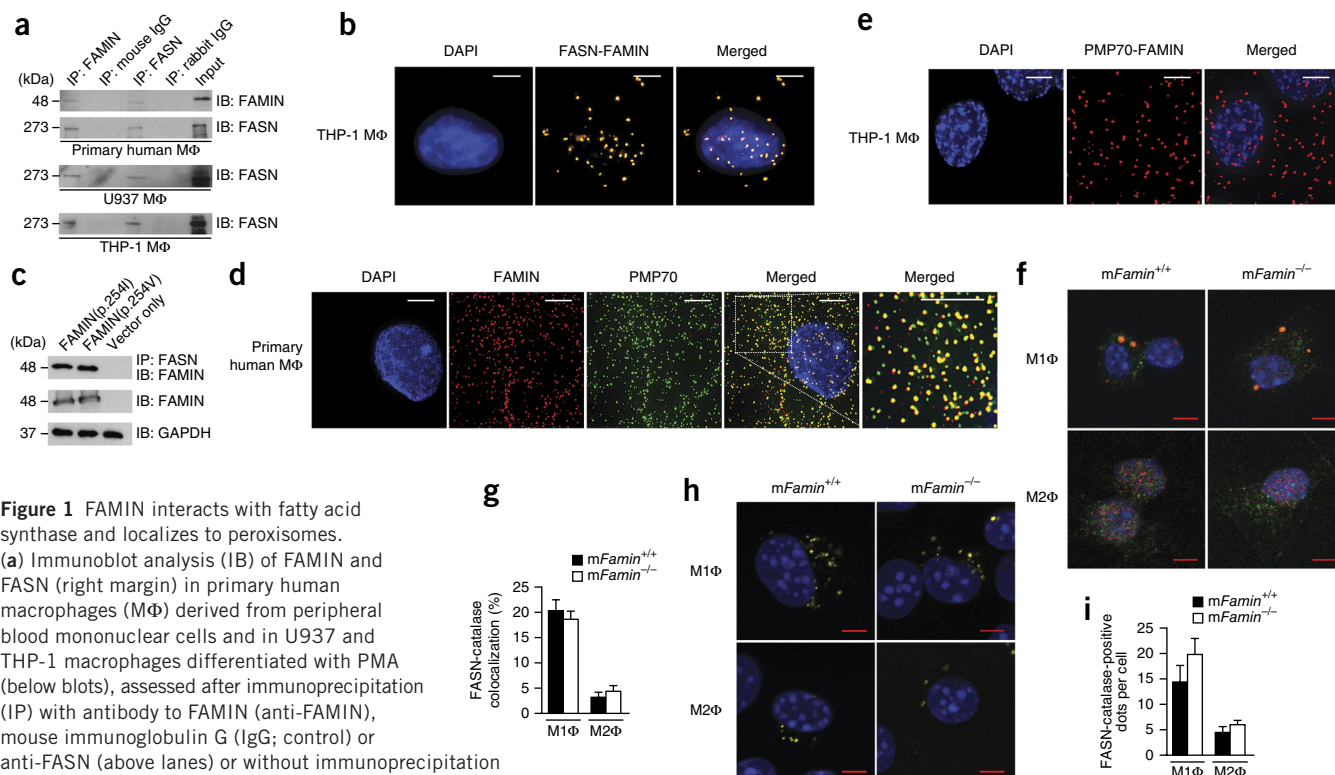 a
IP: FAMIN
IP: mouse IgG
IP: FASN
IP: rabbit IgG
Input
(kDa)
48
IB: FAMIN
273
IB: FASN
Primary human MΦ
273
IB: FASN
U937 MΦ
273
IB: FASN
THP-1 MΦ
b
DAPI
FASN-FAMIN
Merged
THP-1 MΦ
e
DAPI
PMP70-FAMIN
Merged
THP-1 MΦ
c
FAMIN(p.254I)
FAMIN(p.254V)
Vector only
(kDa)
48
IP: FASN
IB: FAMIN
48
IB: FAMIN
37
IB: GAPDH
d
DAPI
FAMIN
PMP70
Merged
Merged
Primary
human MΦ
f
mFamin+/+
mFamin−/−
M1Φ
M2Φ
Figure 1 FAMIN interacts with fatty acid
synthase and localizes to peroxisomes.
(a) Immunoblot analysis (IB) of FAMIN and
FASN (right margin) in primary human
macrophages (MΦ) derived from peripheral
blood mononuclear cells and in U937 and
THP-1 macrophages differentiated with PMA
(below blots), assessed after immunoprecipitation
(IP) with antibody to FAMIN (anti-FAMIN),
mouse immunoglobulin G (IgG; control) or
anti-FASN (above lanes) or without immunoprecipitation
g
mFamin+/+
mFamin−/−
FASN-catalase
colocalization (%)
25
20
15
10
5
0
M1Φ
M2Φ
h
mFamin+/+
mFamin−/−
M1Φ
M2Φ
i
mFamin+/+
mFamin−/−
FASN-catalase-positive
dots per cell
25
20
15
10
5
0
M1Φ
M2Φ